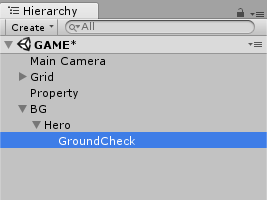 Hierarchy
Create All
GAME*
Main Camera
Grid
Property
BG
Hero
GroundCheck